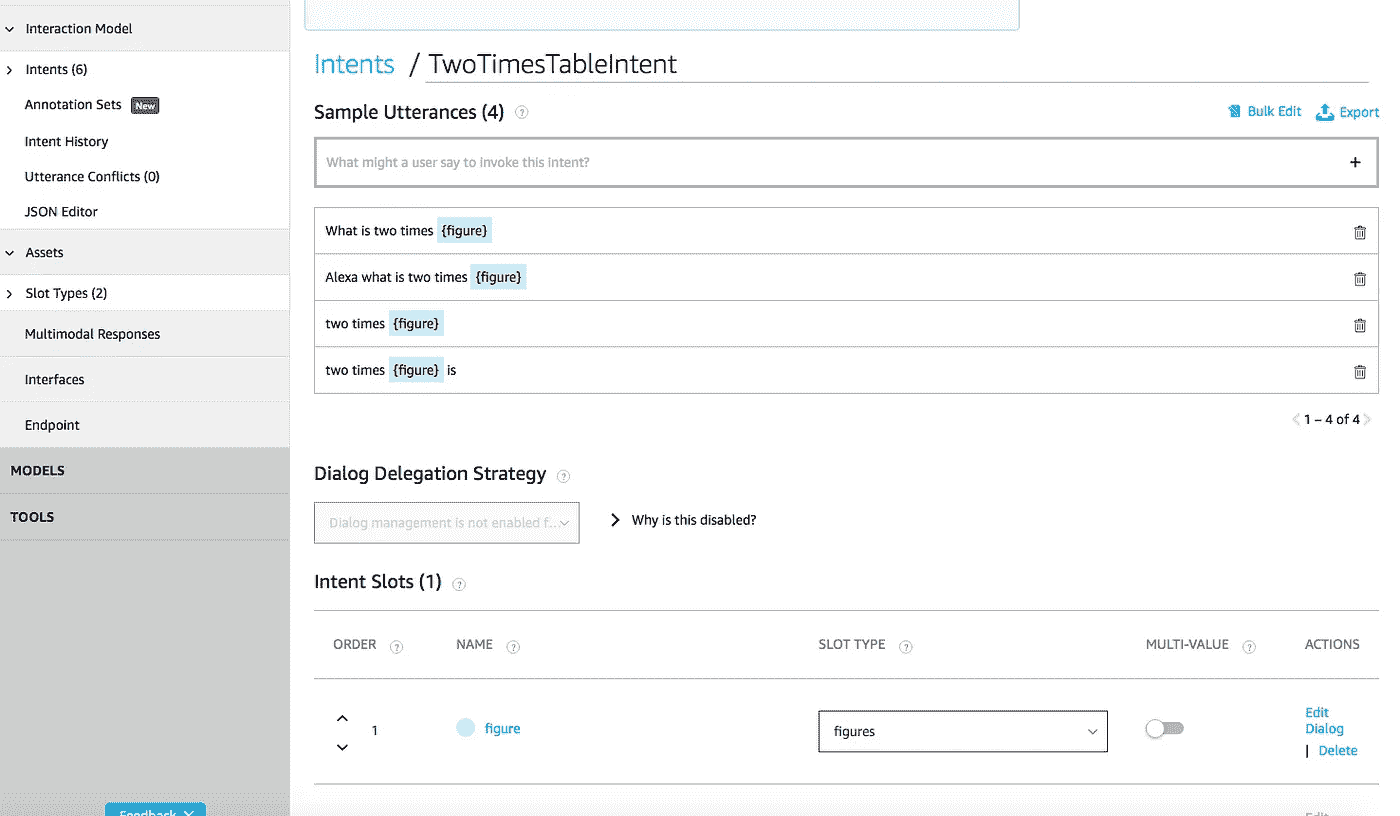 Interaction Model
Intents (6)
Annotation Sets New
Intent History
Utterance Conflicts (0)
JSON Editor
Assets
Slot Types (2)
Multimodal Responses
Interfaces
Endpoint
MODELS
TOOLS
Feedback
Intents / TwoTimesTableIntent
Sample Utterances (4) ?
Bulk Edit Export
What might a user say to invoke this intent? +
What is two times {figure}
Alexa what is two times {figure}
two times {figure}
two times {figure} is
1 – 4 of 4
Dialog Delegation Strategy ?
Dialog management is not enabled f... Why is this disabled?
Intent Slots (1) ?
ORDER ? NAME ? SLOT TYPE ? MULTI-VALUE ? ACTIONS
1 figure figures
Edit
Dialog
| Delete